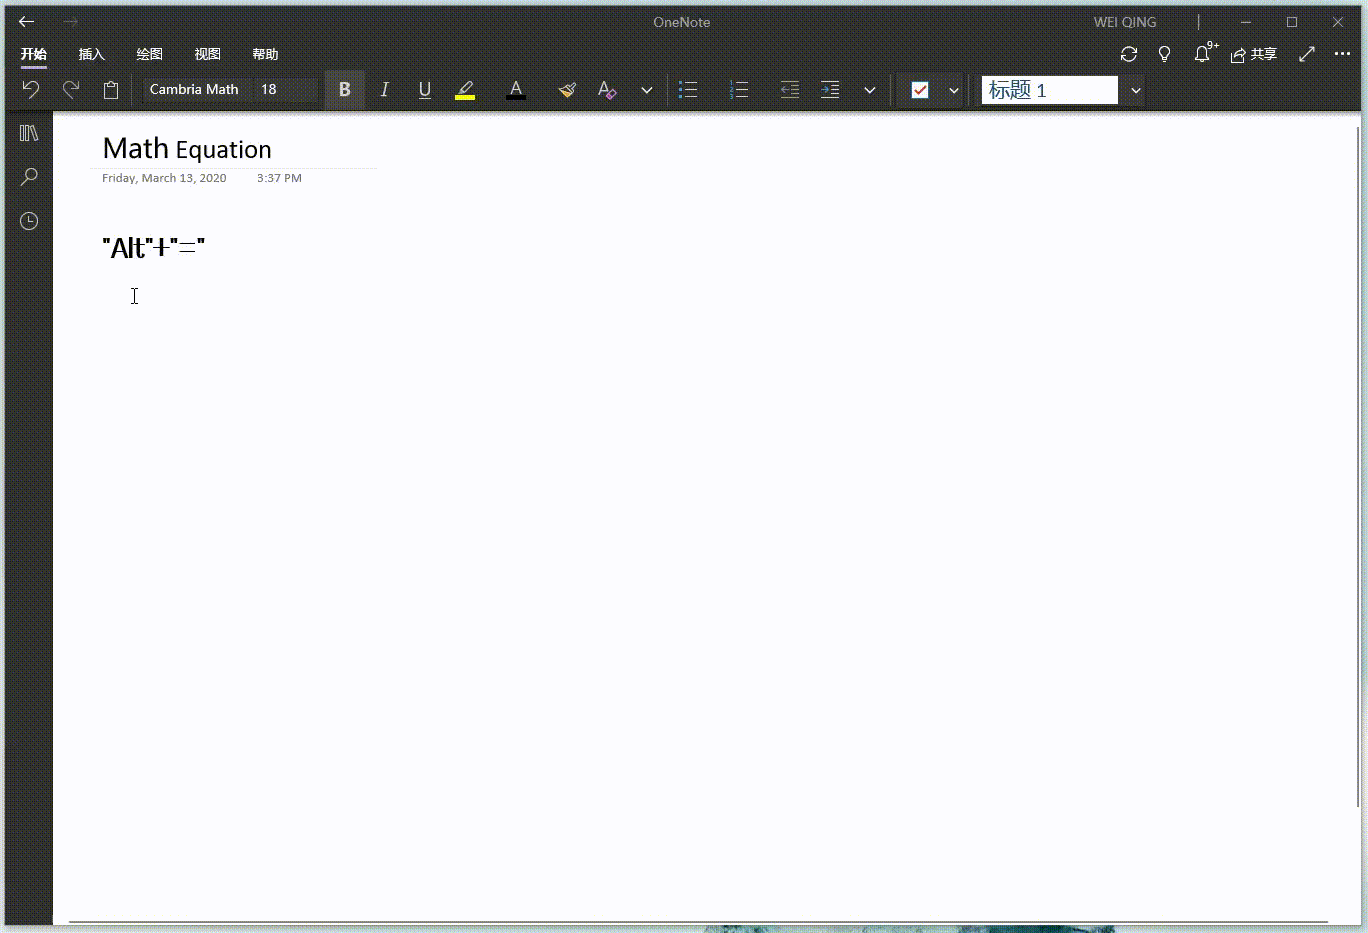 OneNote
WEI QING
开始 插入 绘图 视图 帮助
9+
共享
Cambria Math 18 B I U A A 标题 1
Math Equation
Friday, March 13, 2020 3:37 PM
"Alt"+"="